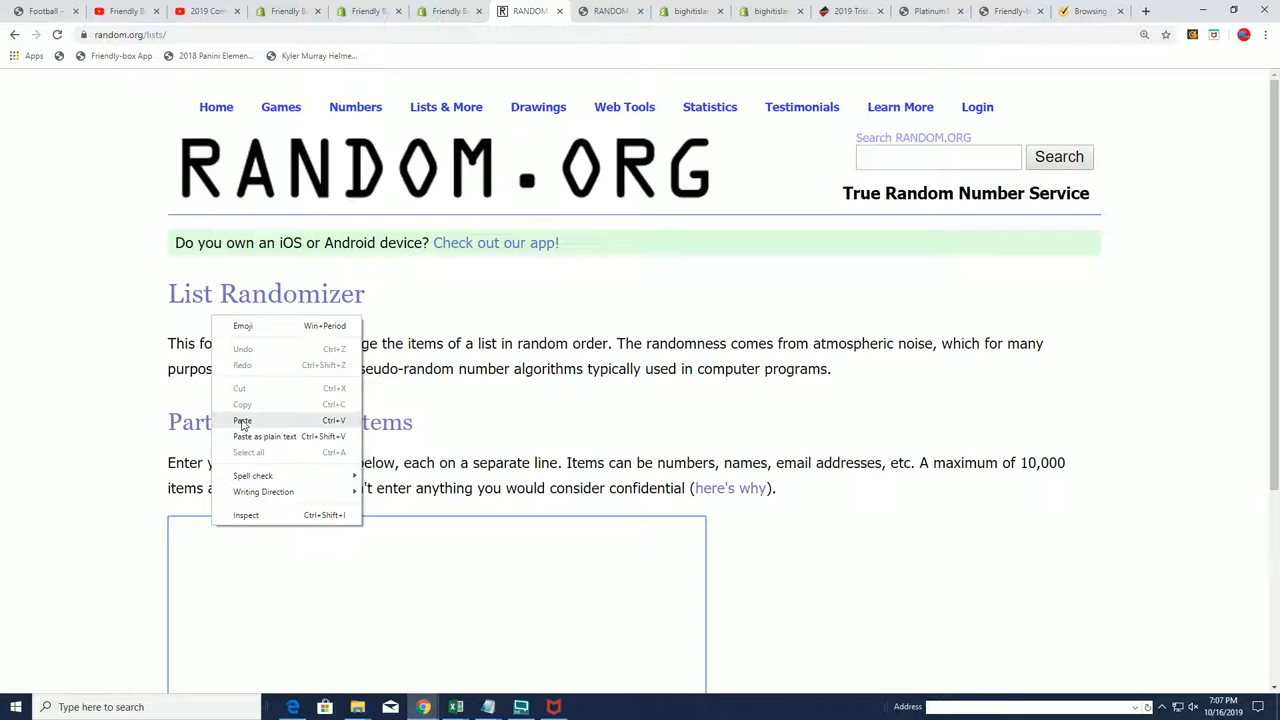 Football -
Friendly B
2019 Com
Friendly B
Friendly B
Friendly B
RANDOM
RANDOM.
bighitislar
bighitislar
2019 Trist
PlatinumT
Friendly-b
Browsing
random.org/lists/
Apps
Friendly-box App
2018 Panini Elemen...
Kyler Murray Helme...
Home
Games
Numbers
Lists & More
Drawings
Web Tools
Statistics
Testimonials
Learn More
Login
RANDOM.ORG
Search RANDOM.ORG
Search
True Random Number Service
Do you own an iOS or Android device? Check out our app!
List Randomizer
Emoji Win+Period
This fo
ge the items of a list in random order. The randomness comes from atmospheric noise, which for many
Undo Ctrl+Z
Redo Ctrl+Shift+Z
purpos
seudo-random number algorithms typically used in computer programs.
Cut Ctrl+X
Copy Ctrl+C
Part
tems
Paste Ctrl+V
Paste as plain text Ctrl+Shift+V
Select all Ctrl+A
Enter y
below, each on a separate line. Items can be numbers, names, email addresses, etc. A maximum of 10,000
Spell check
items a
't enter anything you would consider confidential (here's why).
Writing Direction
Inspect Ctrl+Shift+I
Type here to search
Address
7:07 PM
10/16/2019